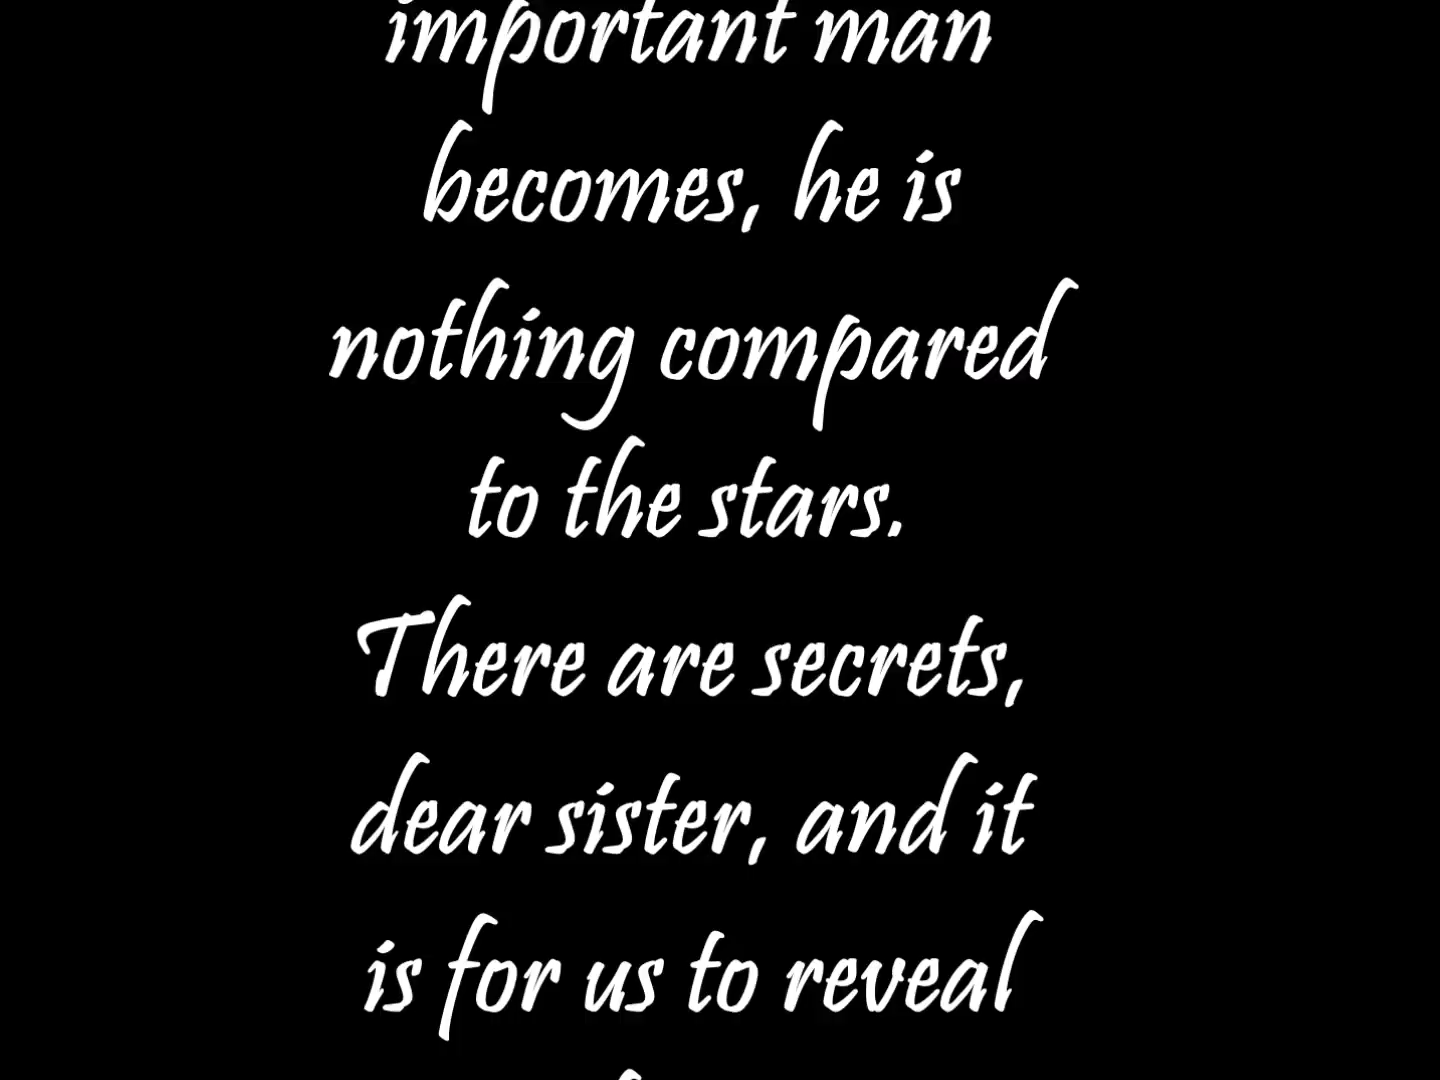 important man
becomes, he is
nothing compared
to the stars.
There are secrets,
dear sister, and it
is for us to reveal